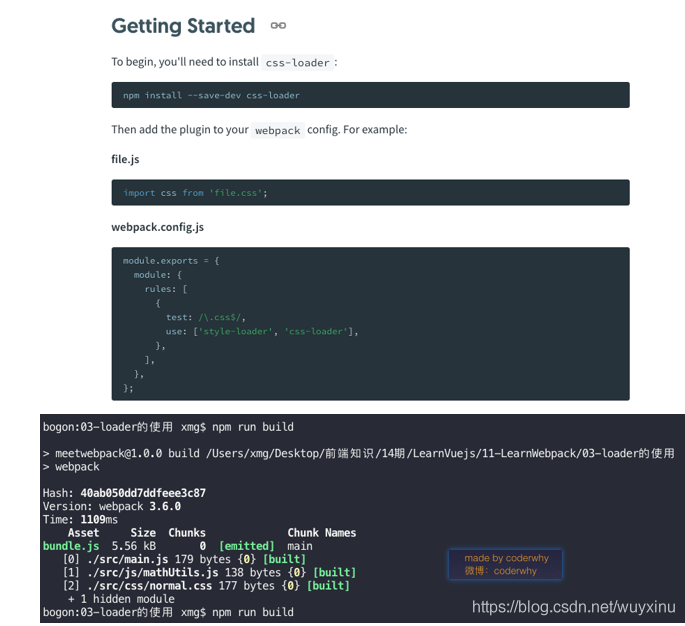 Getting Started
To begin, you'll need to install css-loader :
npm install --save-dev css-loader
Then add the plugin to your webpack config. For example:
file.js
import css from 'file.css';
webpack.config.js
module.exports = {
module: {
rules: [
{
test: /\.css$/,
use: ['style-loader', 'css-loader'],
},
],
},
};
bogon:03-loader的使用 xmg$ npm run build
> meetwebpack@1.0.0 build /Users/xmg/Desktop/前端知识/14期/LearnVuejs/11-LearnWebpack/03-loader的使用
> webpack
Hash: 40ab050dd7ddfeee3c87
Version: webpack 3.6.0
Time: 1109ms
Asset Size Chunks Chunk Names
bundle.js 5.56 kB 0 [emitted] main
[0] ./src/main.js 179 bytes {0} [built]
[1] ./src/js/mathUtils.js 138 bytes {0} [built]
[2] ./src/css/normal.css 177 bytes {0} [built]
+ 1 hidden module
bogon:03-loader的使用 xmg$ npm run build
made by coderwhy
微博：coderwhy
https://blog.csdn.net/wuyxinu